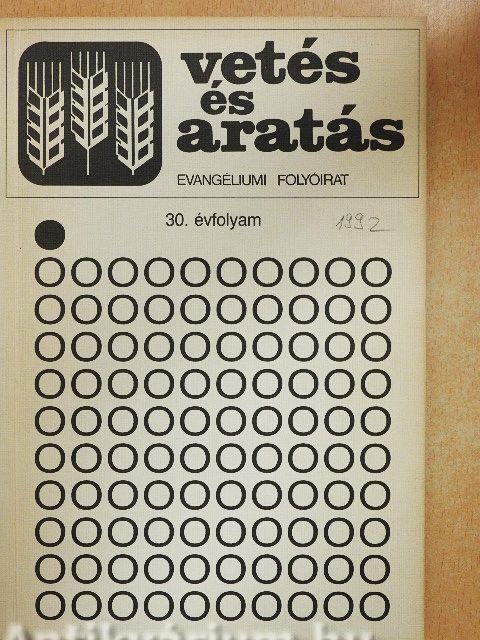 vetés
és
aratás
EVANGÉLIUMI FOLYÓIRAT
30. évfolyam 1992